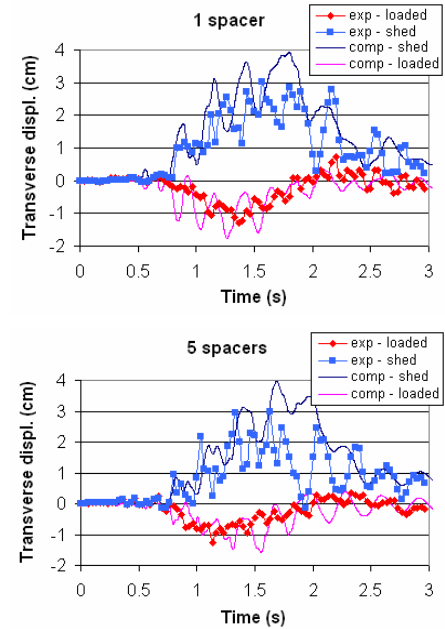 1 spacer
exp - loaded
exp - shed
comp - shed
comp - loaded
Transverse displ. (cm)
4
3
2
1
0
-1
-2
0 0.5 1 1.5 2 2.5 3
Time (s)
5 spacers
exp - loaded
exp - shed
comp - shed
comp - loaded
Transverse displ. (cm)
4
3
2
1
0
-1
-2
0 0.5 1 1.5 2 2.5 3
Time (s)